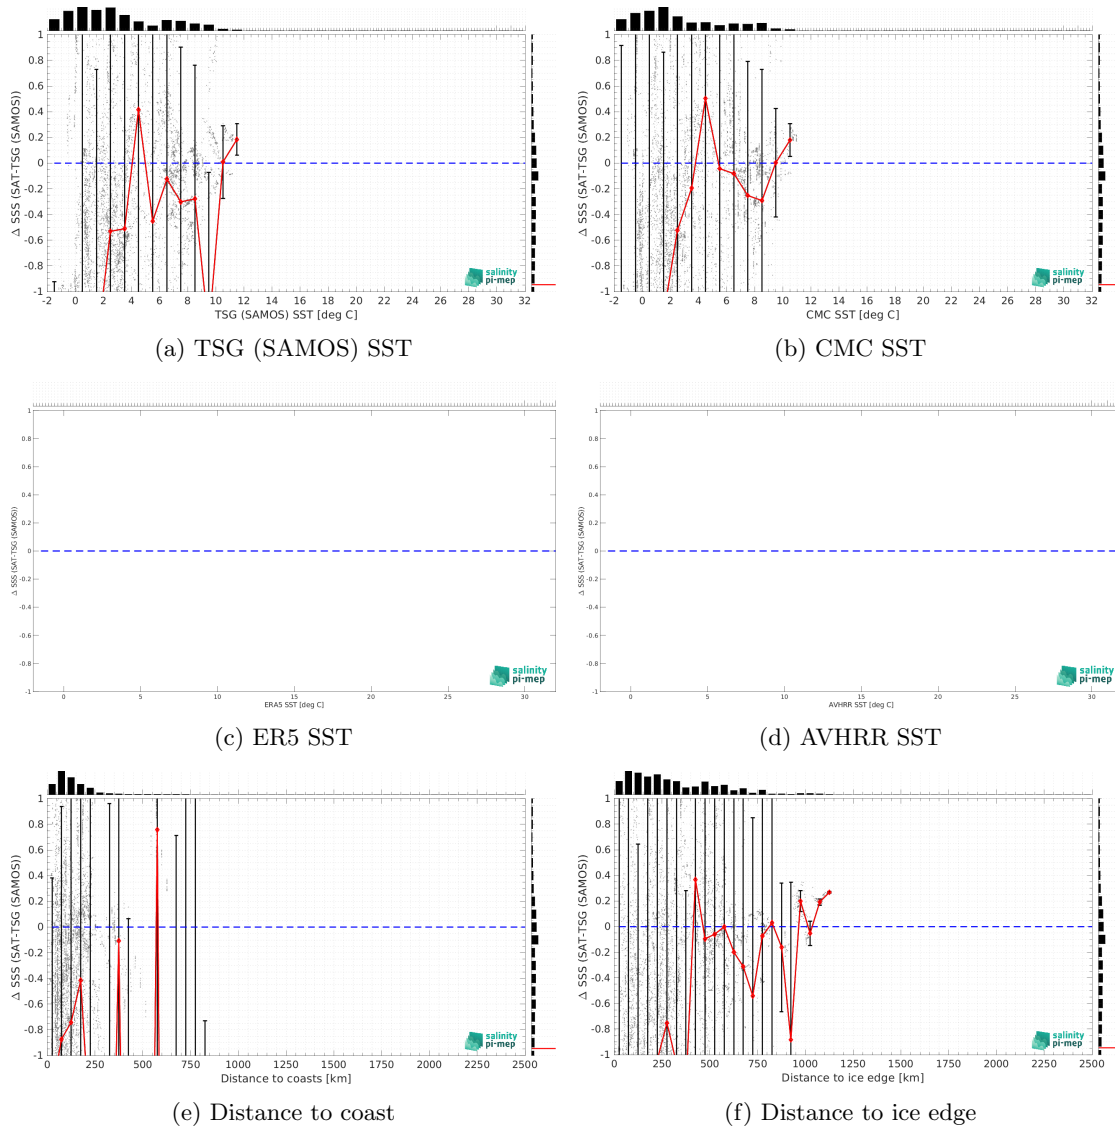 1
0.8
0.6
0.4
0.2
0
-0.2
-0.4
-0.6
-0.8
-1
Δ SSS (SAT-TSG (SAMOS))
-2 0 2 4 6 8 10 12 14 16 18 20 22 24 26 28 30 32
TSG (SAMOS) SST [deg C]
salinity
pi-mep
(a) TSG (SAMOS) SST
1
0.8
0.6
0.4
0.2
0
-0.2
-0.4
-0.6
-0.8
-1
Δ SSS (SAT-TSG (SAMOS))
-2 0 2 4 6 8 10 12 14 16 18 20 22 24 26 28 30 32
CMC SST [deg C]
salinity
pi-mep
(b) CMC SST
1
0.8
0.6
0.4
0.2
0
-0.2
-0.4
-0.6
-0.8
-1
Δ SSS (SAT-TSG (SAMOS))
0 5 10 15 20 25 30
ERA5 SST [deg C]
salinity
pi-mep
(c) ER5 SST
1
0.8
0.6
0.4
0.2
0
-0.2
-0.4
-0.6
-0.8
-1
Δ SSS (SAT-TSG (SAMOS))
0 5 10 15 20 25 30
AVHRR SST [deg C]
salinity
pi-mep
(d) AVHRR SST
1
0.8
0.6
0.4
0.2
0
-0.2
-0.4
-0.6
-0.8
-1
Δ SSS (SAT-TSG (SAMOS))
0 250 500 750 1000 1250 1500 1750 2000 2250 2500
Distance to coasts [km]
salinity
pi-mep
(e) Distance to coast
1
0.8
0.6
0.4
0.2
0
-0.2
-0.4
-0.6
-0.8
-1
Δ SSS (SAT-TSG (SAMOS))
0 250 500 750 1000 1250 1500 1750 2000 2250 2500
Distance to ice edge [km]
salinity
pi-mep
(f) Distance to ice edge